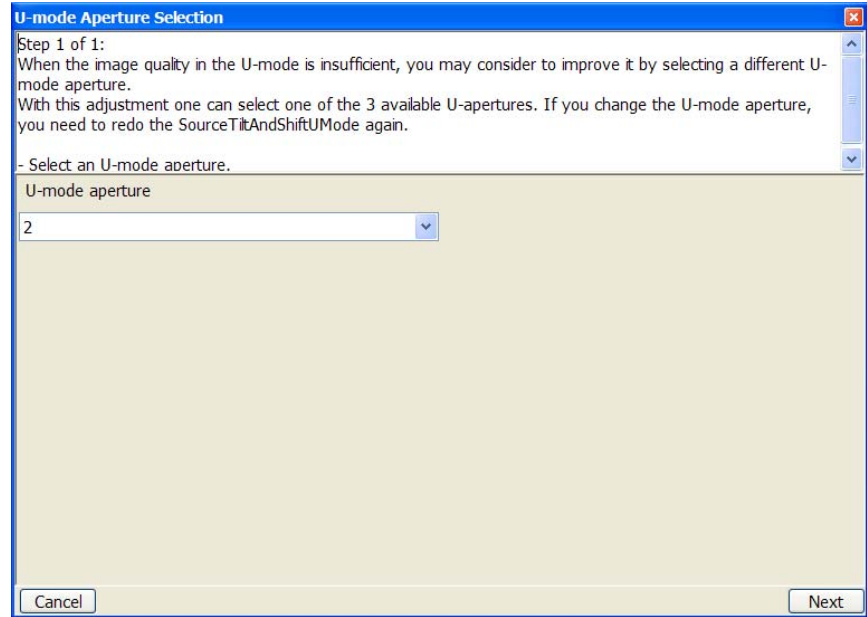 U-mode Aperture Selection
Step 1 of 1:
When the image quality in the U-mode is insufficient, you may consider to improve it by selecting a different U-
mode aperture.
With this adjustment one can select one of the 3 available U-apertures. If you change the U-mode aperture,
you need to redo the SourceTiltAndShiftUMode again.
- Select an U-mode aperture.
U-mode aperture
2
Cancel
Next